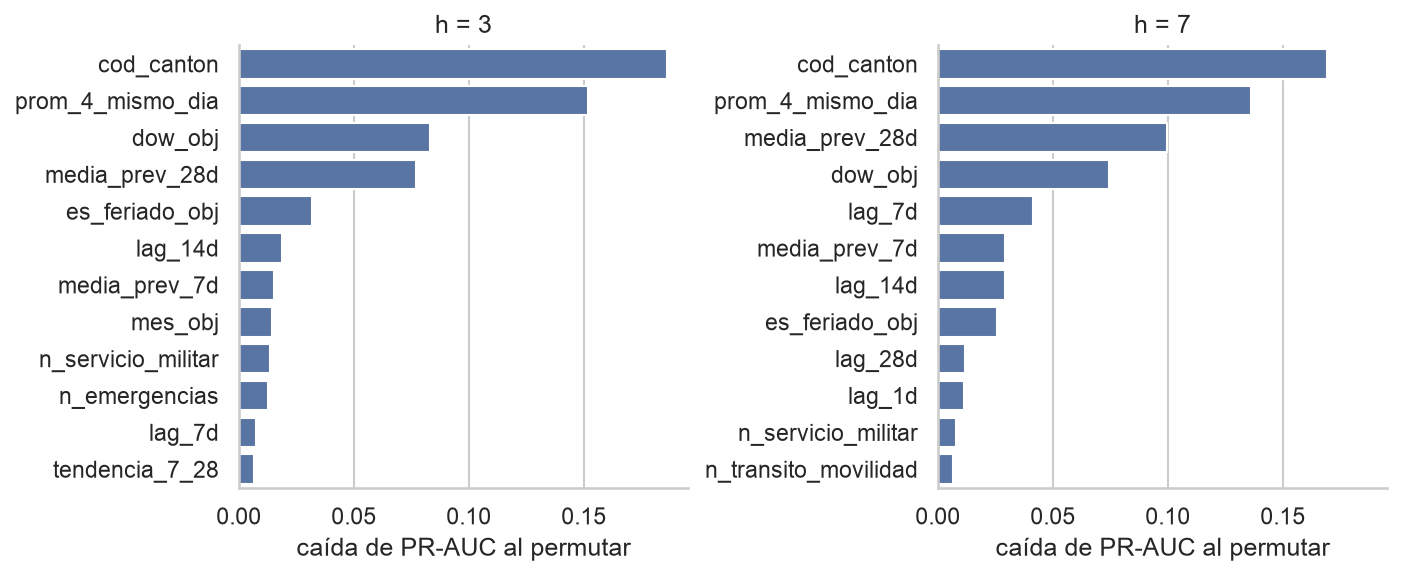 h = 3
cod_canton
prom_4_mismo_dia
dow_obj
media_prev_28d
es_feriado_obj
lag_14d
media_prev_7d
mes_obj
n_servicio_militar
n_emergencias
lag_7d
tendencia_7_28
0.00 0.05 0.10 0.15
caída de PR-AUC al permutar
h = 7
cod_canton
prom_4_mismo_dia
media_prev_28d
dow_obj
lag_7d
media_prev_7d
lag_14d
es_feriado_obj
lag_28d
lag_1d
n_servicio_militar
n_transito_movilidad
0.00 0.05 0.10 0.15
caída de PR-AUC al permutar